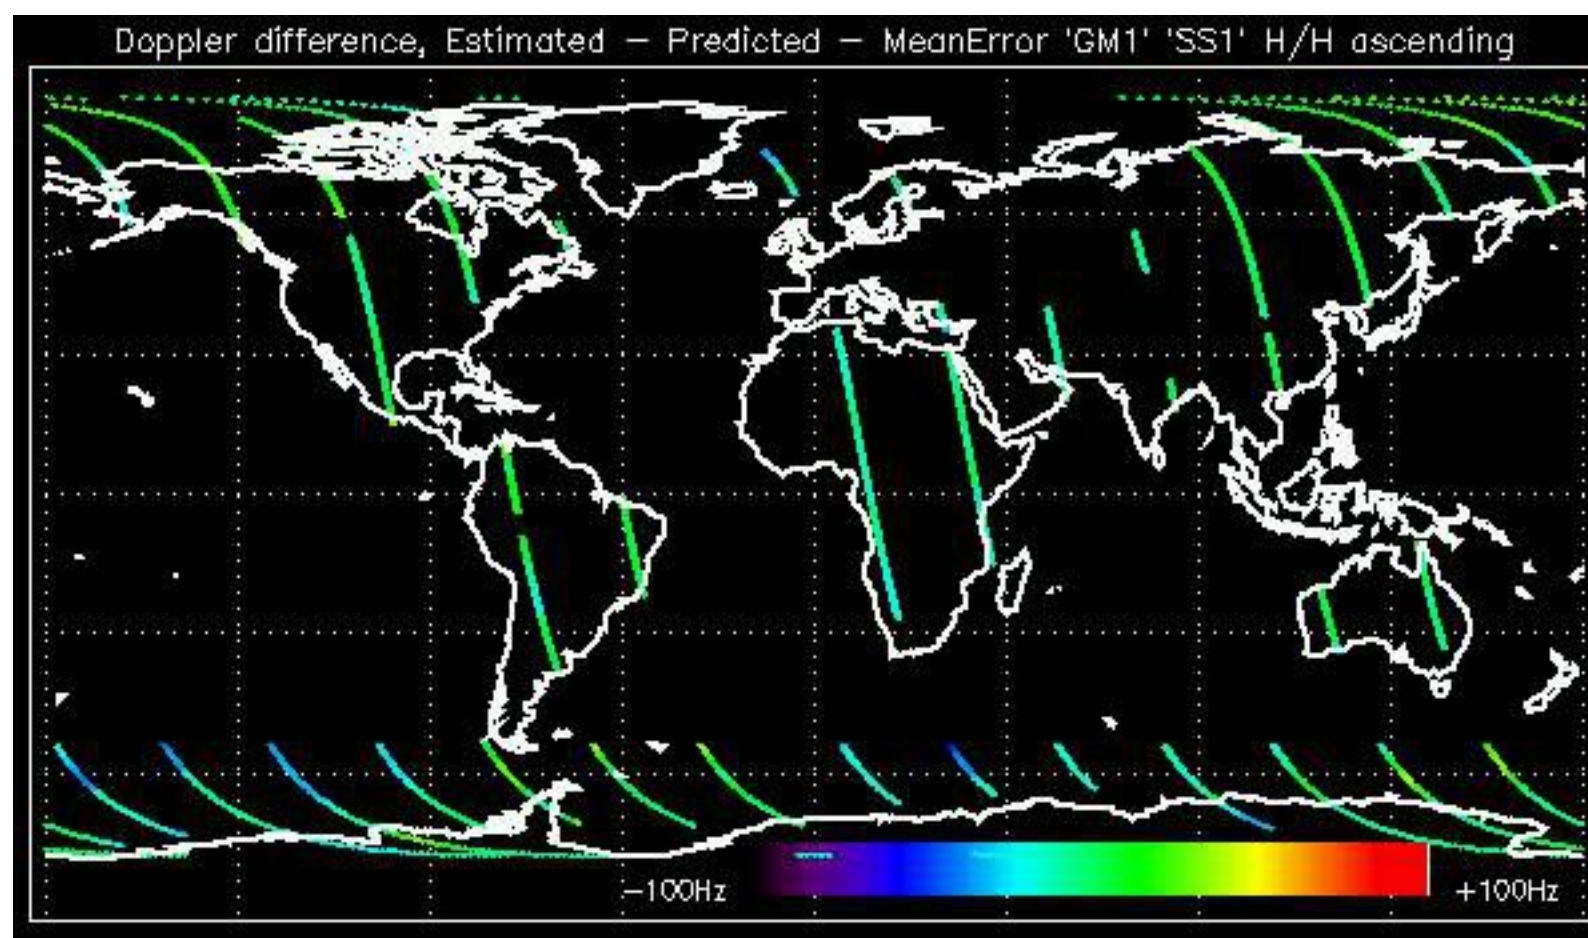 Doppler difference, Estimated - Predicted - MeanError 'GM1' 'SS1' H/H ascending
-100Hz
+100Hz